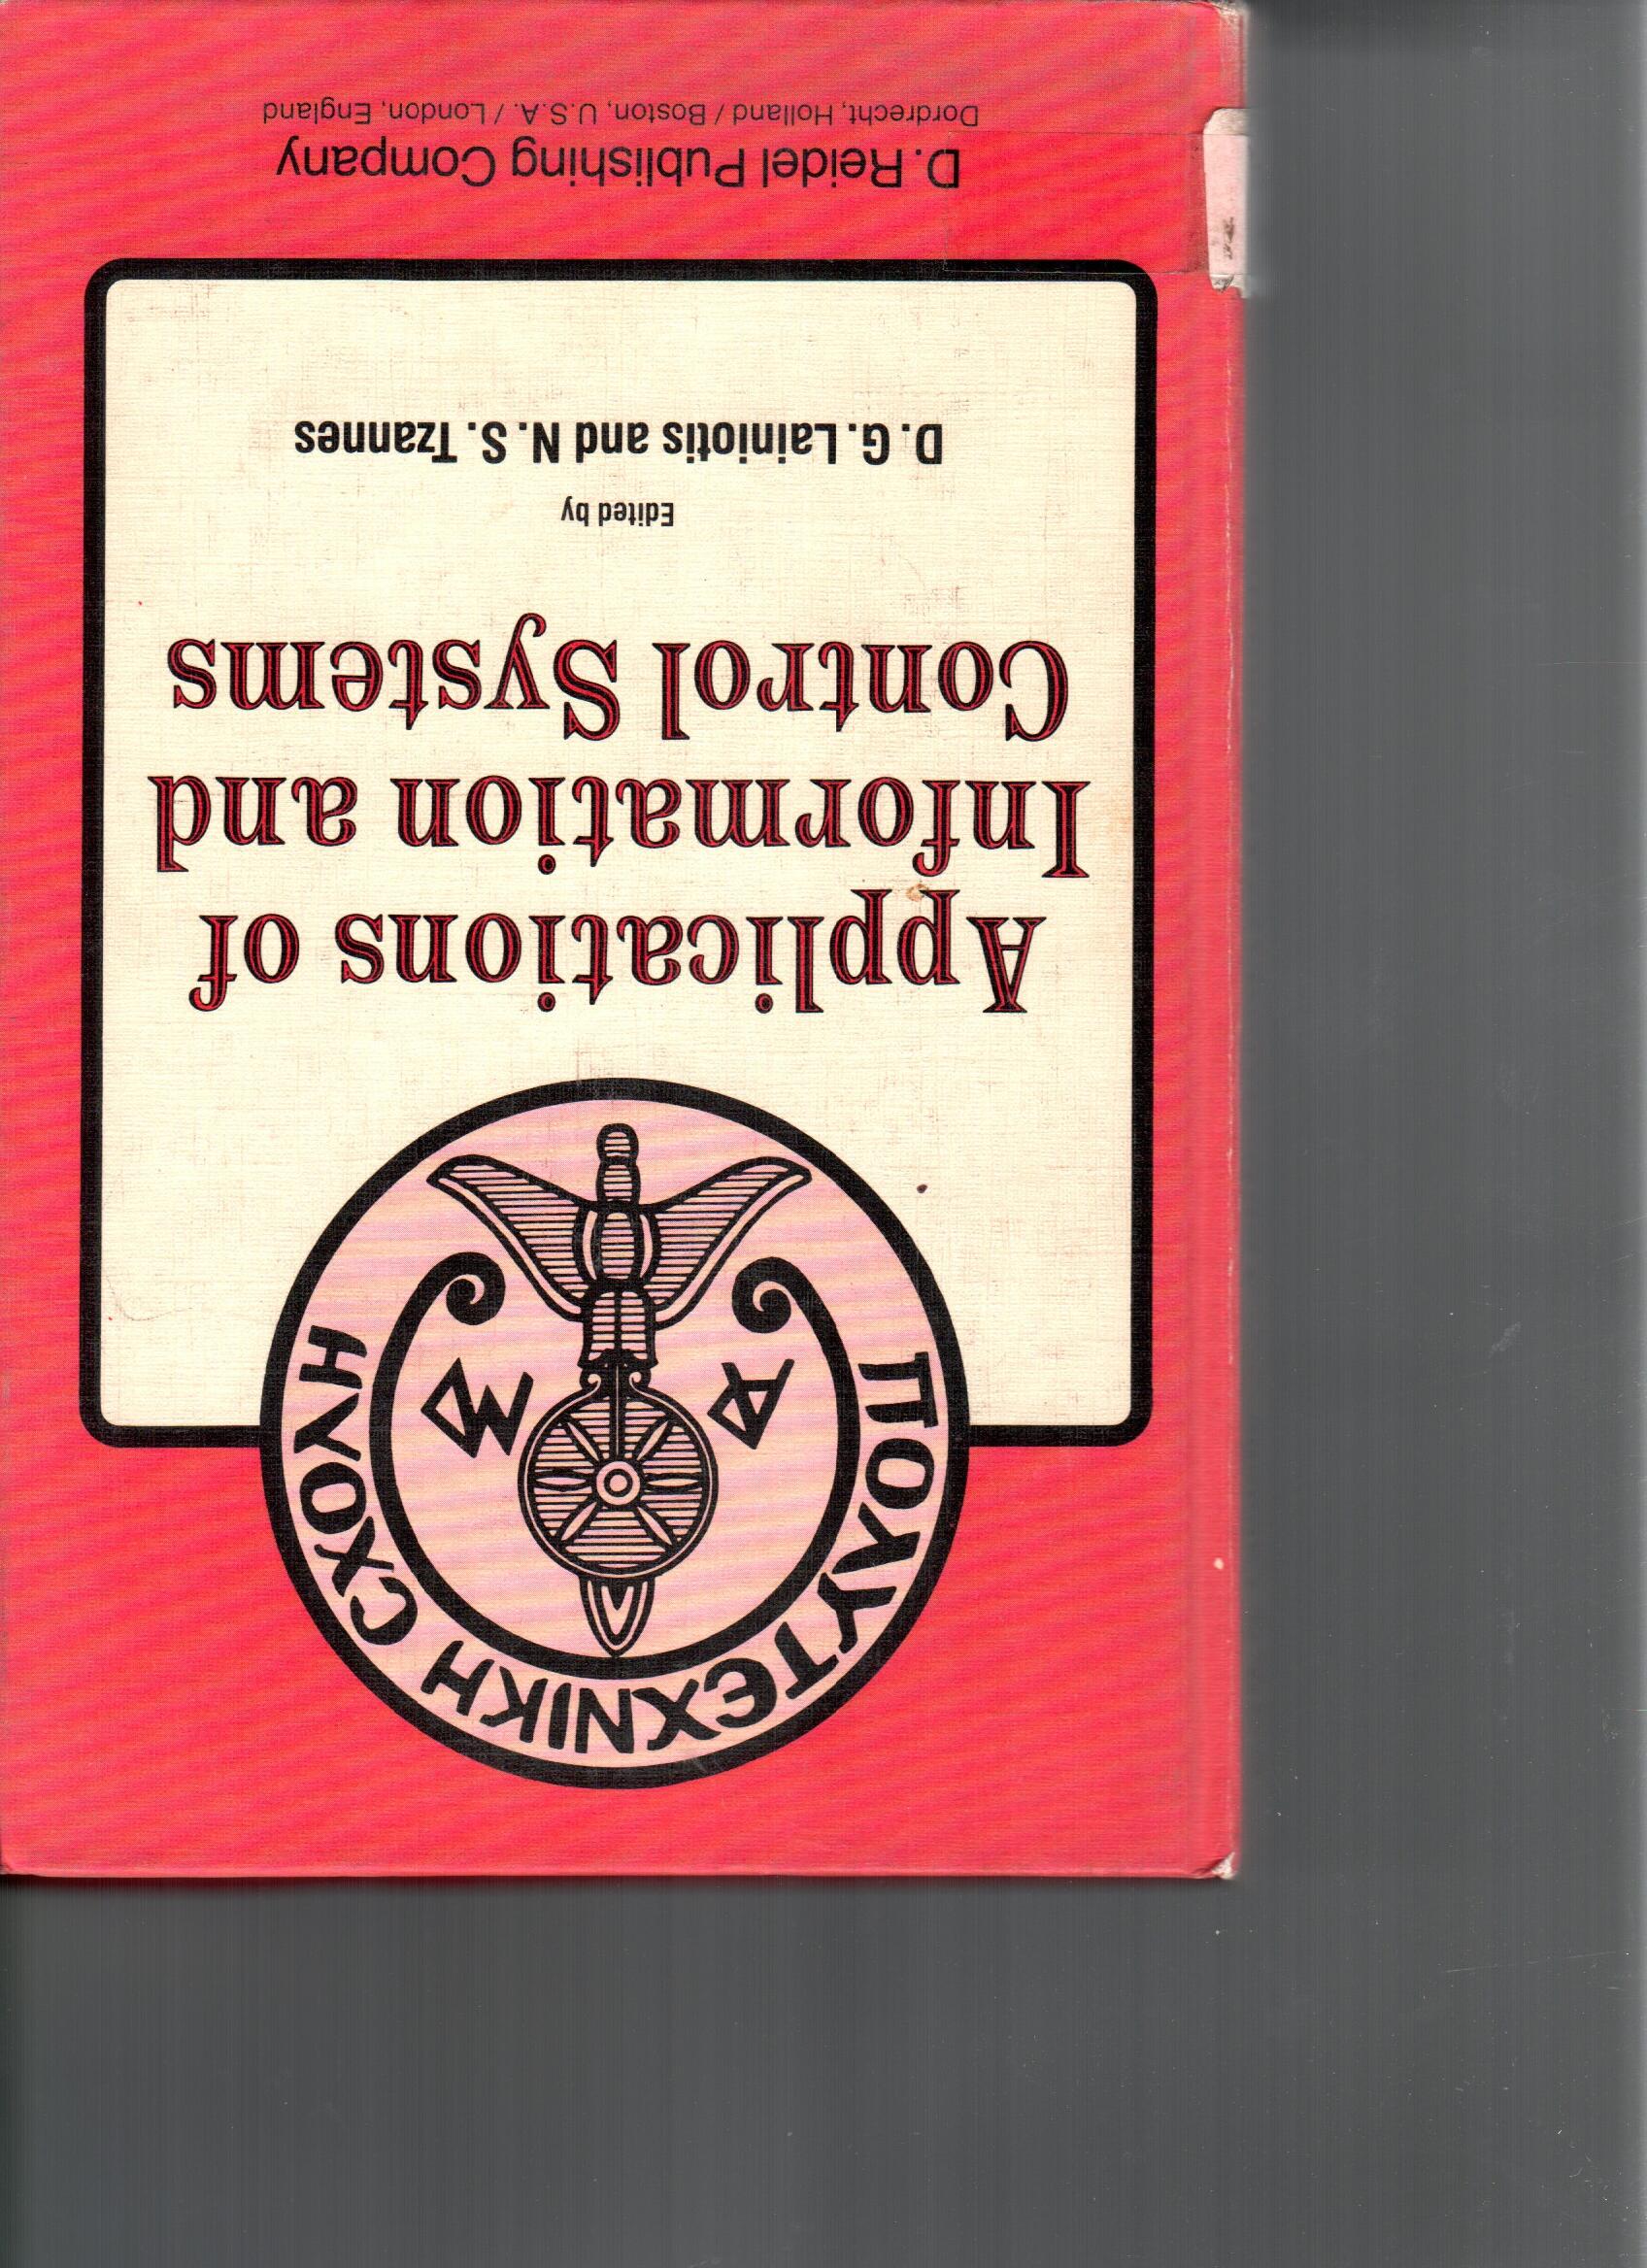 ΠΟΛΥΤΕΧΝΙΚΗ CΧΟΛΗ
Applications of
Information and
Control Systems
Edited by
D. G. Lainiotis and N. S. Tzannes
D. Reidel Publishing Company
Dordrecht, Holland / Boston, U.S.A. / London, England